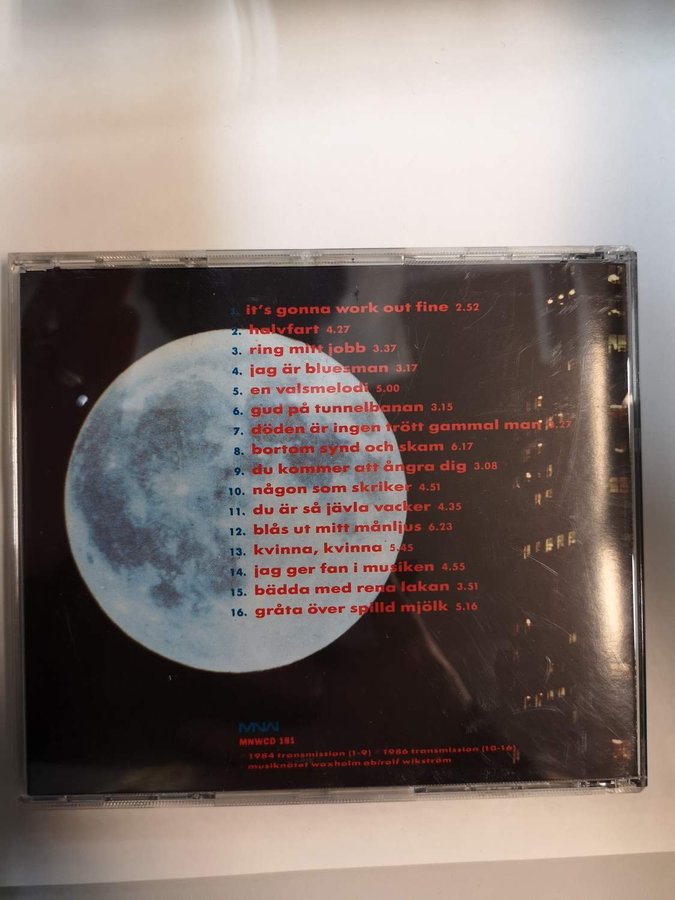 1. it's gonna work out fine 2.52
2. halvfart 4.27
3. ring mitt jobb 3.37
4. jag är bluesman 3.17
5. en valsmelodi 5.00
6. gud på tunnelbanan 3.15
7. döden är ingen trött gammal man 4.27
8. bortom synd och skam 6.17
9. du kommer att ångra dig 3.08
10. någon som skriker 4.51
11. du är så jävla vacker 4.35
12. blås ut mitt månljus 6.23
13. kvinna, kvinna 5.45
14. jag ger fan i musiken 4.55
15. bädda med rena lakan 3.51
16. gråta över spilld mjölk 5.16
MNW
MNWCD 181
1984 transmission (1-9) 1986 transmission (10-16)
musiknätet waxholm ab/rolf wikström